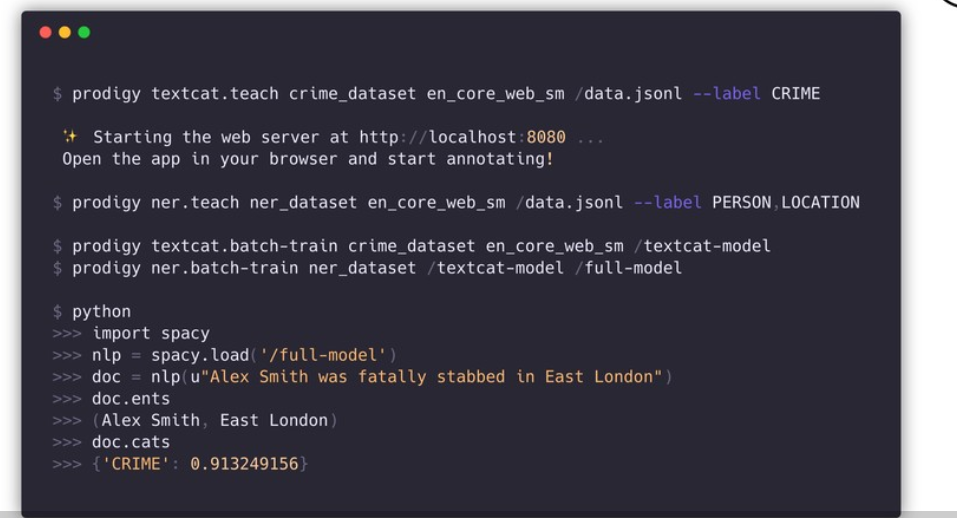 $ prodigy textcat.teach crime_dataset en_core_web_sm /data.jsonl --label CRIME
✨ Starting the web server at http://localhost:8080 ...
Open the app in your browser and start annotating!
$ prodigy ner.teach ner_dataset en_core_web_sm /data.jsonl --label PERSON,LOCATION
$ prodigy textcat.batch-train crime_dataset en_core_web_sm /textcat-model
$ prodigy ner.batch-train ner_dataset /textcat-model /full-model
$ python
>>> import spacy
>>> nlp = spacy.load('/full-model')
>>> doc = nlp(u"Alex Smith was fatally stabbed in East London")
>>> doc.ents
>>> (Alex Smith, East London)
>>> doc.cats
>>> {'CRIME': 0.913249156}